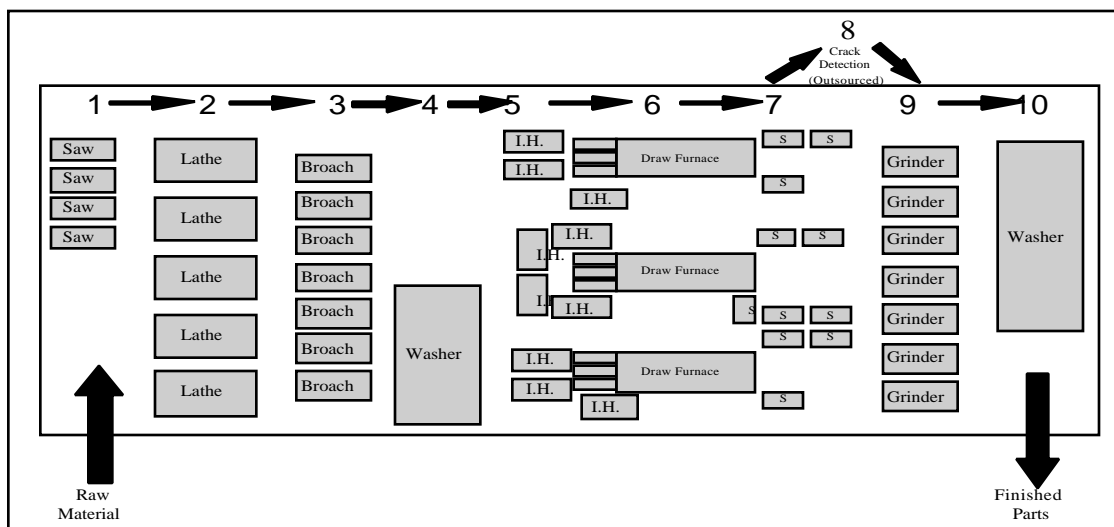 8
Crack
Detection
(Outsourced)
1 2 3 4 5 6 7 9 10
Saw
Saw
Saw
Saw
Lathe
Lathe
Lathe
Lathe
Lathe
Broach
Broach
Broach
Broach
Broach
Broach
Broach
Washer
I.H.
I.H.
I.H.
I.H.
I.H.
I.H.
I.H.
I.H.
I.H.
Draw Furnace
Draw Furnace
Draw Furnace
S S
S
S S
S
S S
S S
S
Grinder
Grinder
Grinder
Grinder
Grinder
Grinder
Grinder
Washer
Raw
Material
Finished
Parts